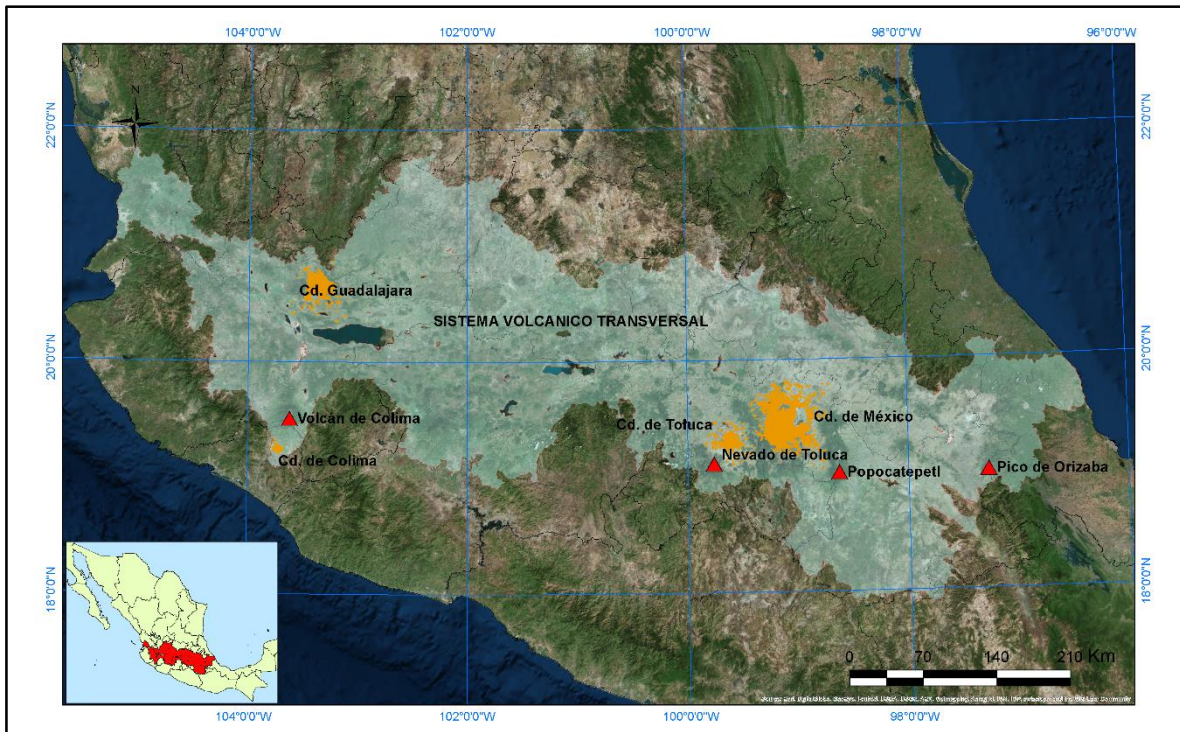 104°0'0"W 102°0'0"W 100°0'0"W 98°0'0"W 96°0'0"W
N
22°0'0"N 22°0'0"N
Cd. Guadalajara
SISTEMA VOLCANICO TRANSVERSAL
20°0'0"N 20°0'0"N
Volcán de Colima
Cd. de Toluca
Cd. de México
Cd. de Colima
Nevado de Toluca
Popocatepetl
Pico de Orizaba
18°0'0"N 18°0'0"N
0 70 140 210 Km
104°0'0"W 102°0'0"W 100°0'0"W 98°0'0"W